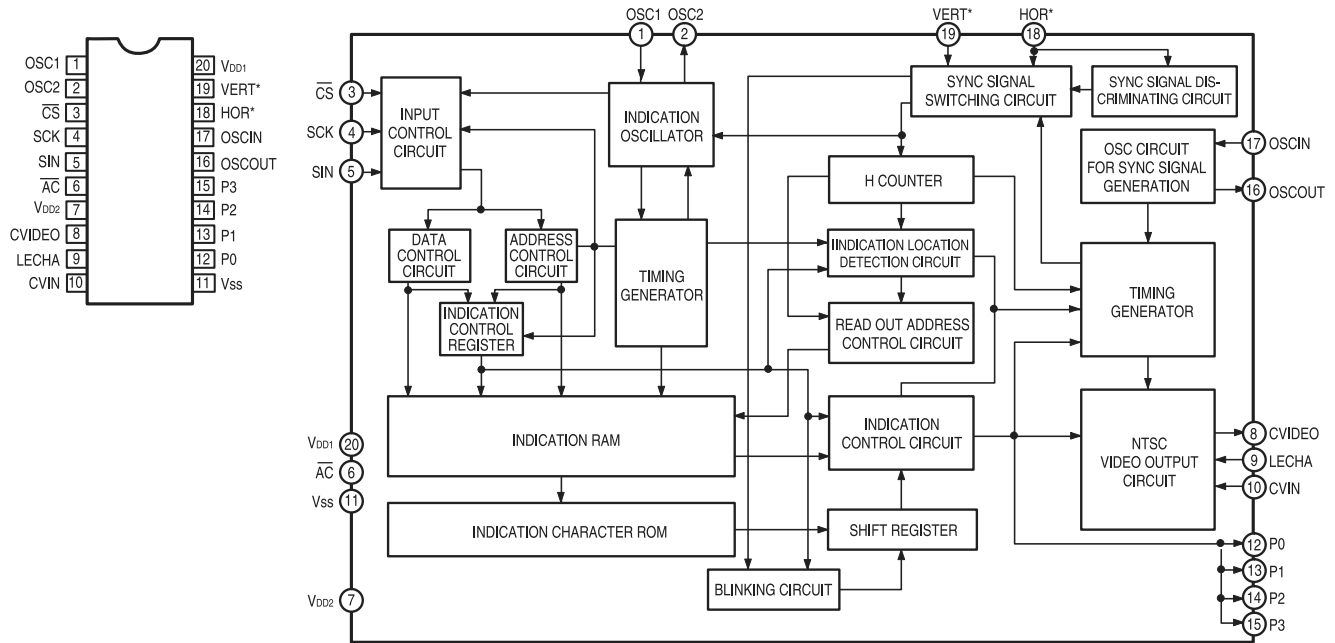 OSC1 1
OSC2 2
CS 3
SCK 4
SIN 5
AC 6
VDD2 7
CVIDEO 8
LECHA 9
CVIN 10
20 VDD1
19 VERT*
18 HOR*
17 OSCIN
16 OSCOUT
15 P3
14 P2
13 P1
12 P0
11 Vss
OSC1 OSC2
1 2
VERT* HOR*
19 18
CS 3
SCK 4
SIN 5
INPUT
CONTROL
CIRCUIT
INDICATION
OSCILLATOR
SYNC SIGNAL
SWITCHING CIRCUIT
SYNC SIGNAL DIS-
CRIMINATING CIRCUIT
OSC CIRCUIT
FOR SYNC SIGNAL
GENERATION
17 OSCIN
16 OSCOUT
H COUNTER
DATA
CONTROL
CIRCUIT
ADDRESS
CONTROL
CIRCUIT
TIMING
GENERATOR
IINDICATION LOCATION
DETECTION CIRCUIT
TIMING
GENERATOR
INDICATION
CONTROL
REGISTER
READ OUT ADDRESS
CONTROL CIRCUIT
INDICATION RAM
INDICATION
CONTROL CIRCUIT
NTSC
VIDEO OUTPUT
CIRCUIT
8 CVIDEO
9 LECHA
10 CVIN
VDD1 20
AC 6
Vss 11
INDICATION CHARACTER ROM
SHIFT REGISTER
BLINKING CIRCUIT
VDD2 7
12 P0
13 P1
14 P2
15 P3